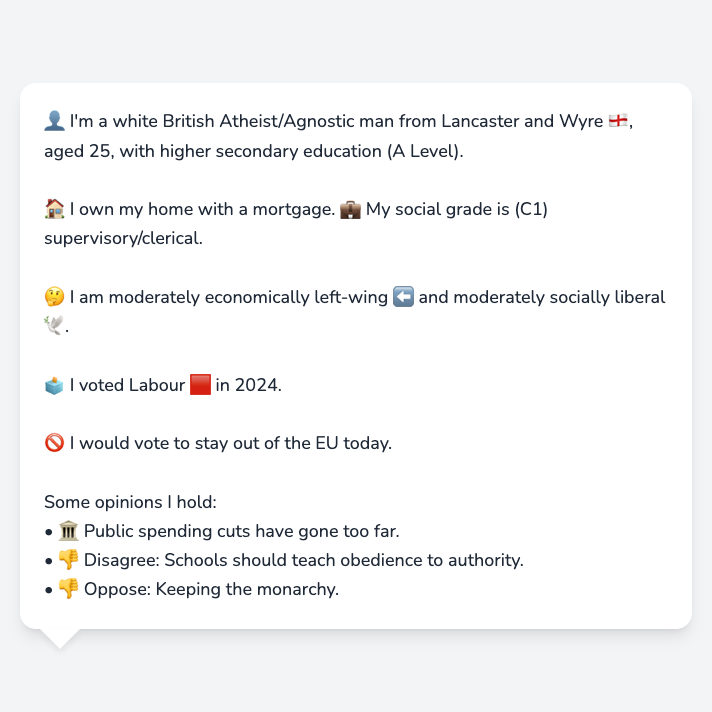 👤 I'm a white British Atheist/Agnostic man from Lancaster and Wyre 🏴󠁧󠁢󠁥󠁮󠁧󠁿,
aged 25, with higher secondary education (A Level).
🏠 I own my home with a mortgage. 💼 My social grade is (C1)
supervisory/clerical.
🤔 I am moderately economically left-wing ⬅️ and moderately socially liberal
🕊️.
🗳️ I voted Labour 🟥 in 2024.
🚫 I would vote to stay out of the EU today.
Some opinions I hold:
• 🏛️ Public spending cuts have gone too far.
• 👎 Disagree: Schools should teach obedience to authority.
• 👎 Oppose: Keeping the monarchy.